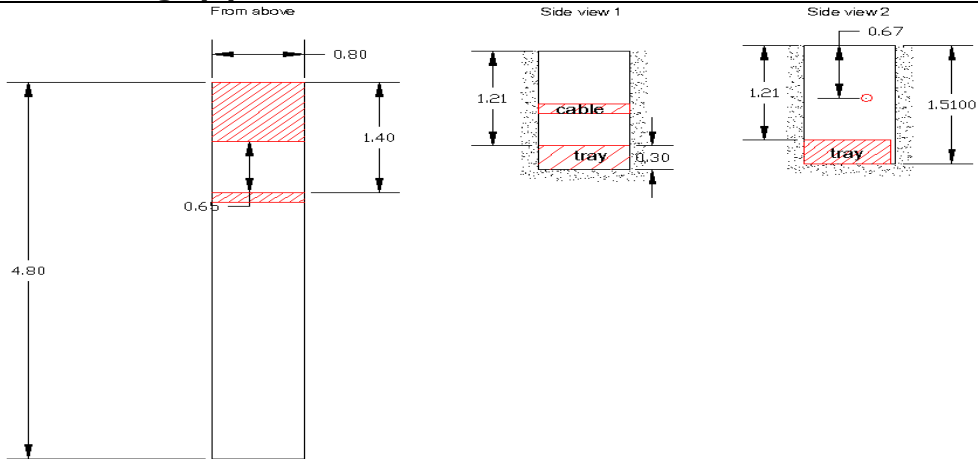 From above
0.80
1.40
0.65
4.80
Side view 1
1.21
cable
tray
0.30
Side view 2
0.67
1.21
1.5100
tray